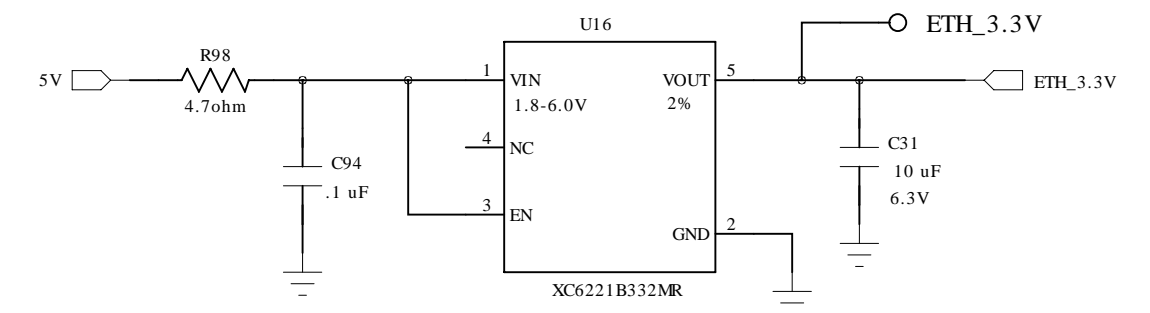 U16
ETH_3.3V
R98
5V
4.7ohm
1
VIN
1.8-6.0V
VOUT
2%
5
ETH_3.3V
4
NC
C94
.1 uF
C31
10 uF
6.3V
3
EN
GND
2
XC6221B332MR